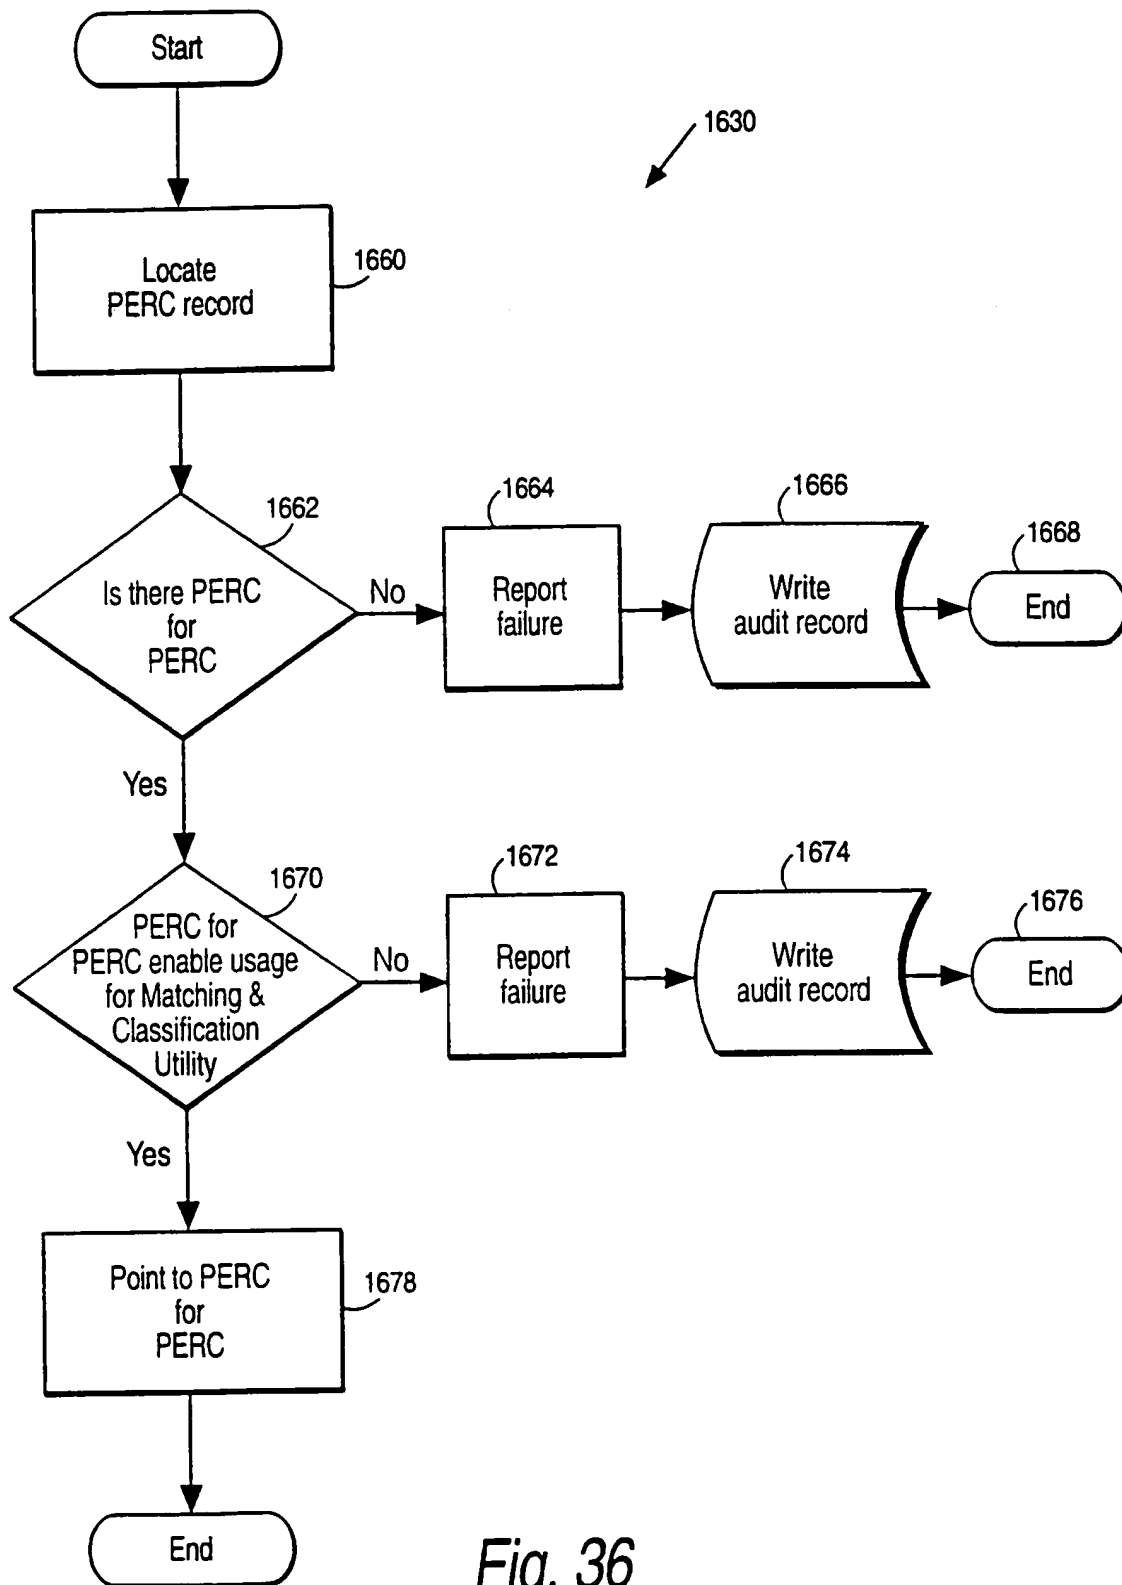 Start
1630
Locate
PERC record
1660
1662
Is there PERC
for
PERC
No
1664
Report
failure
1666
Write
audit record
1668
End
Yes
1670
PERC for
PERC enable usage
for Matching &
Classification
Utility
No
1672
Report
failure
1674
Write
audit record
1676
End
Yes
Point to PERC
for
PERC
1678
End
Fig. 36